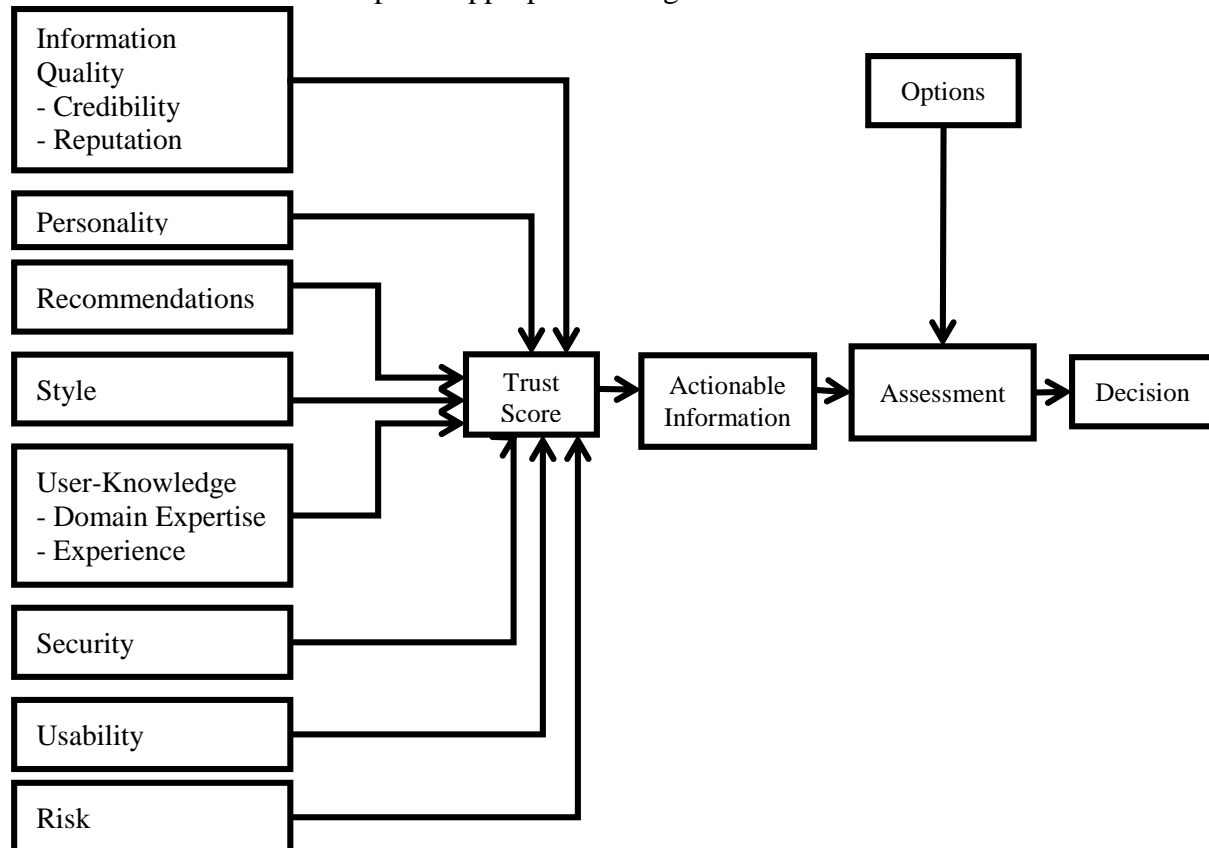 Information
Quality
- Credibility
- Reputation
Personality
Recommendations
Style
User-Knowledge
- Domain Expertise
- Experience
Security
Usability
Risk
Trust
Score
Actionable
Information
Options
Assessment
Decision